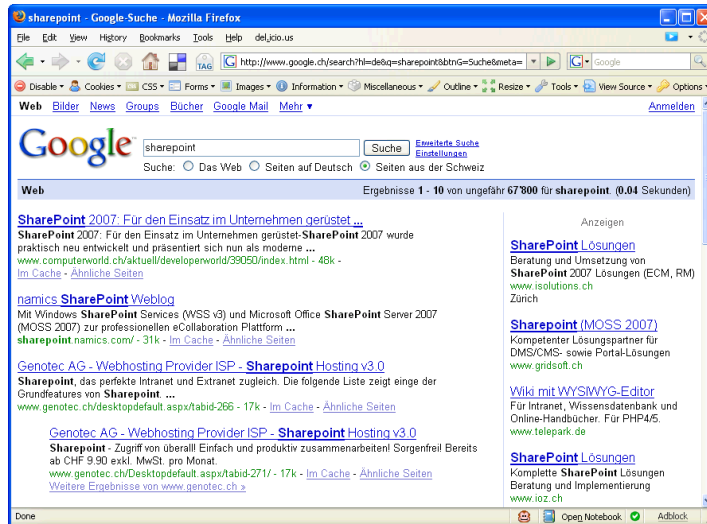 sharepoint - Google-Suche - Mozilla Firefox
File Edit View History Bookmarks Tools Help del.icio.us
TAG G http://www.google.ch/search?hl=de&q=sharepoint&btnG=Suche&meta= G Google
Disable Cookies CSS Forms Images Information Miscellaneous Outline Resize Tools View Source Options
Web Bilder News Groups Bücher Google Mail Mehr ▼ Anmelden
Google™ sharepoint Suche Erweiterte Suche
Einstellungen
Suche: Das Web Seiten auf Deutsch Seiten aus der Schweiz
Web Ergebnisse 1 - 10 von ungefähr 67'800 für sharepoint. (0.04 Sekunden)
SharePoint 2007: Für den Einsatz im Unternehmen gerüstet ...
SharePoint 2007: Für den Einsatz im Unternehmen gerüstet-SharePoint 2007 wurde
praktisch neu entwickelt und präsentiert sich nun als moderne ...
www.computerworld.ch/aktuell/developerworld/39050/index.html - 48k -
Im Cache - Ähnliche Seiten
namics SharePoint Weblog
Mit Windows SharePoint Services (WSS v3) und Microsoft Office SharePoint Server 2007
(MOSS 2007) zur professionellen eCollaboration Plattform ...
sharepoint.namics.com/ - 31k - Im Cache - Ähnliche Seiten
Genotec AG - Webhosting Provider ISP - Sharepoint Hosting v3.0
Sharepoint, das perfekte Intranet und Extranet zugleich. Die folgende Liste zeigt einge der
Grundfeatures von Sharepoint. ...
www.genotec.ch/desktopdefault.aspx/tabid-266 - 17k - Im Cache - Ähnliche Seiten
Genotec AG - Webhosting Provider ISP - Sharepoint Hosting v3.0
Sharepoint - Zugriff von überall! Einfach und produktiv zusammenarbeiten! Sorgenfrei! Bereits
ab CHF 9.90 exkl. MwSt. pro Monat.
www.genotec.ch/Desktopdefault.aspx/tabid-271/ - 17k - Im Cache - Ähnliche Seiten
Weitere Ergebnisse von www.genotec.ch »
Anzeigen
SharePoint Lösungen
Beratung und Umsetzung von
SharePoint 2007 Lösungen (ECM, RM)
www.isolutions.ch
Zürich
Sharepoint (MOSS 2007)
Kompetenter Lösungspartner für
DMS/CMS- sowie Portal-Lösungen
www.gridsoft.ch
Wiki mit WYSIWYG-Editor
Für Intranet, Wissensdatenbank und
Online-Handbücher. Für PHP4/5.
www.telepark.de
SharePoint Lösungen
Komplette SharePoint Lösungen
Beratung und Implementierung
www.ioz.ch
Done Open Notebook Adblock